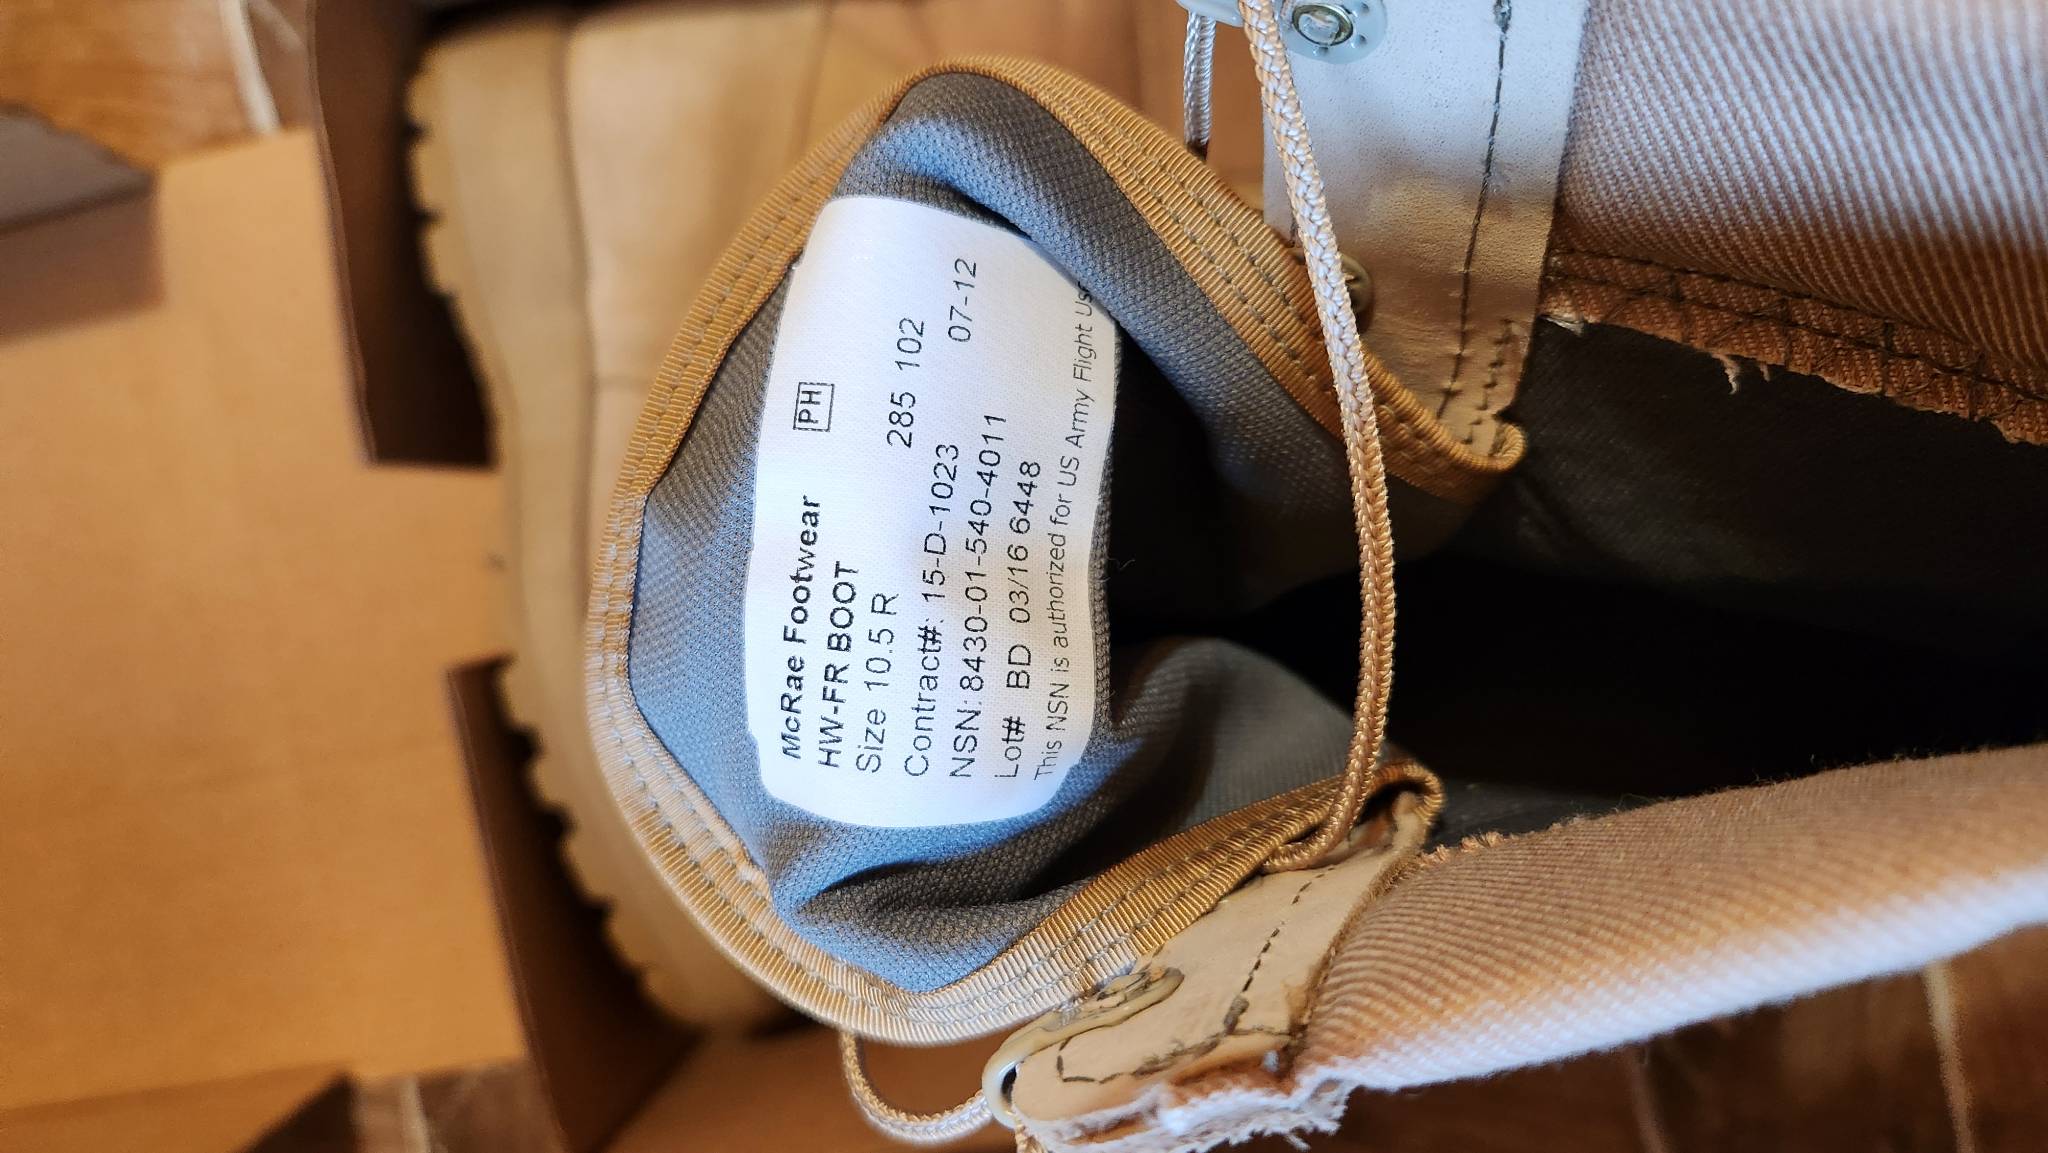 McRae Footwear PH
HW-FR BOOT
Size 10.5 R 285 102
Contract#: 15-D-1023 07-12
NSN: 8430-01-540-4011
Lot# BD 03/16 6448
This NSN is authorized for US Army Flight Use